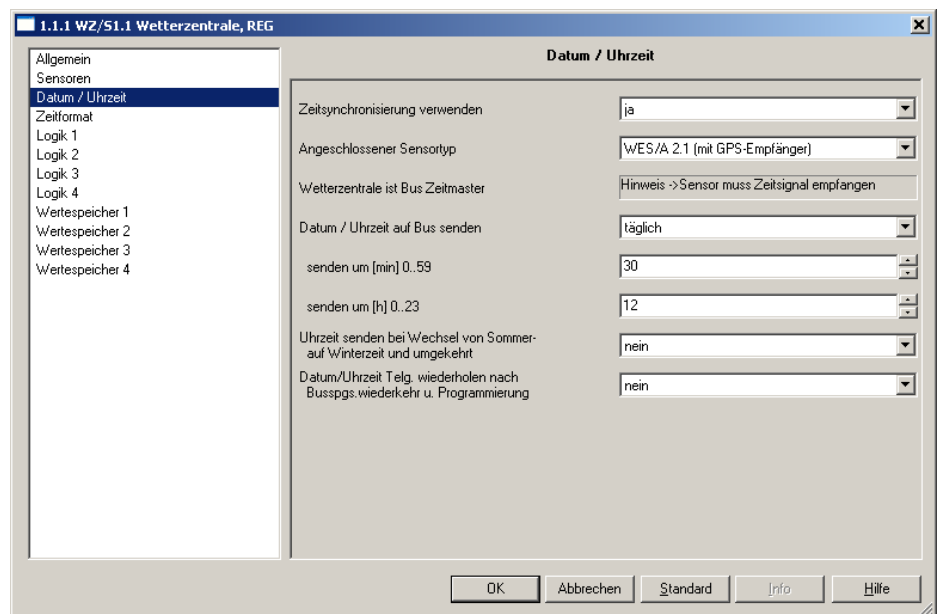 1.1.1 WZ/S1.1 Wetterzentrale, REG
Allgemein
Sensoren
Datum / Uhrzeit
Zeitformat
Logik 1
Logik 2
Logik 3
Logik 4
Wertespeicher 1
Wertespeicher 2
Wertespeicher 3
Wertespeicher 4
Datum / Uhrzeit
Zeitsynchronisierung verwenden
ja
Angeschlossener Sensortyp
WES/A 2.1 (mit GPS-Empfänger)
Wetterzentrale ist Bus Zeitmaster
Hinweis ->Sensor muss Zeitsignal empfangen
Datum / Uhrzeit auf Bus senden
täglich
senden um [min] 0..59
30
senden um [h] 0..23
12
Uhrzeit senden bei Wechsel von Sommer-
auf Winterzeit und umgekehrt
nein
Datum/Uhrzeit Telg. wiederholen nach
Busspgs.wiederkehr u. Programmierung
nein
OK
Abbrechen
Standard
Info
Hilfe